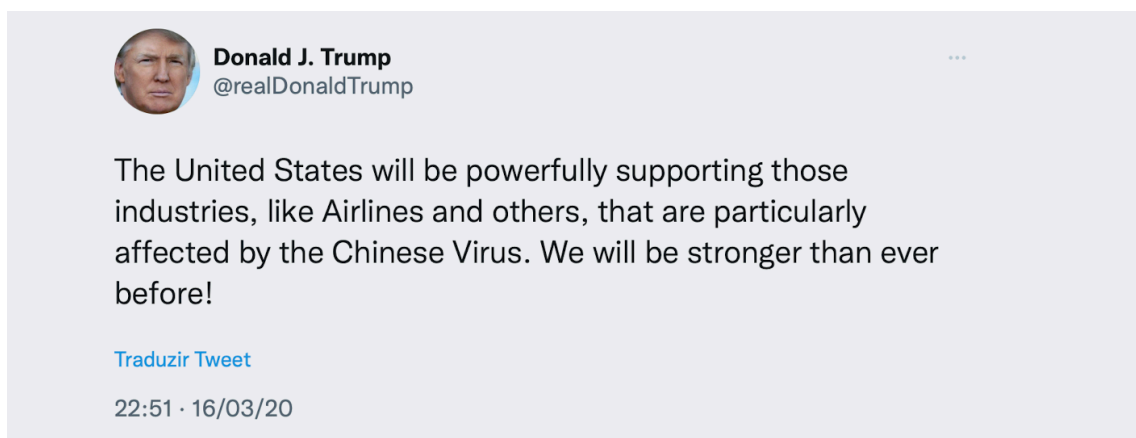 Donald J. Trump
@realDonaldTrump
The United States will be powerfully supporting those
industries, like Airlines and others, that are particularly
affected by the Chinese Virus. We will be stronger than ever
before!
Traduzir Tweet
22:51 · 16/03/20